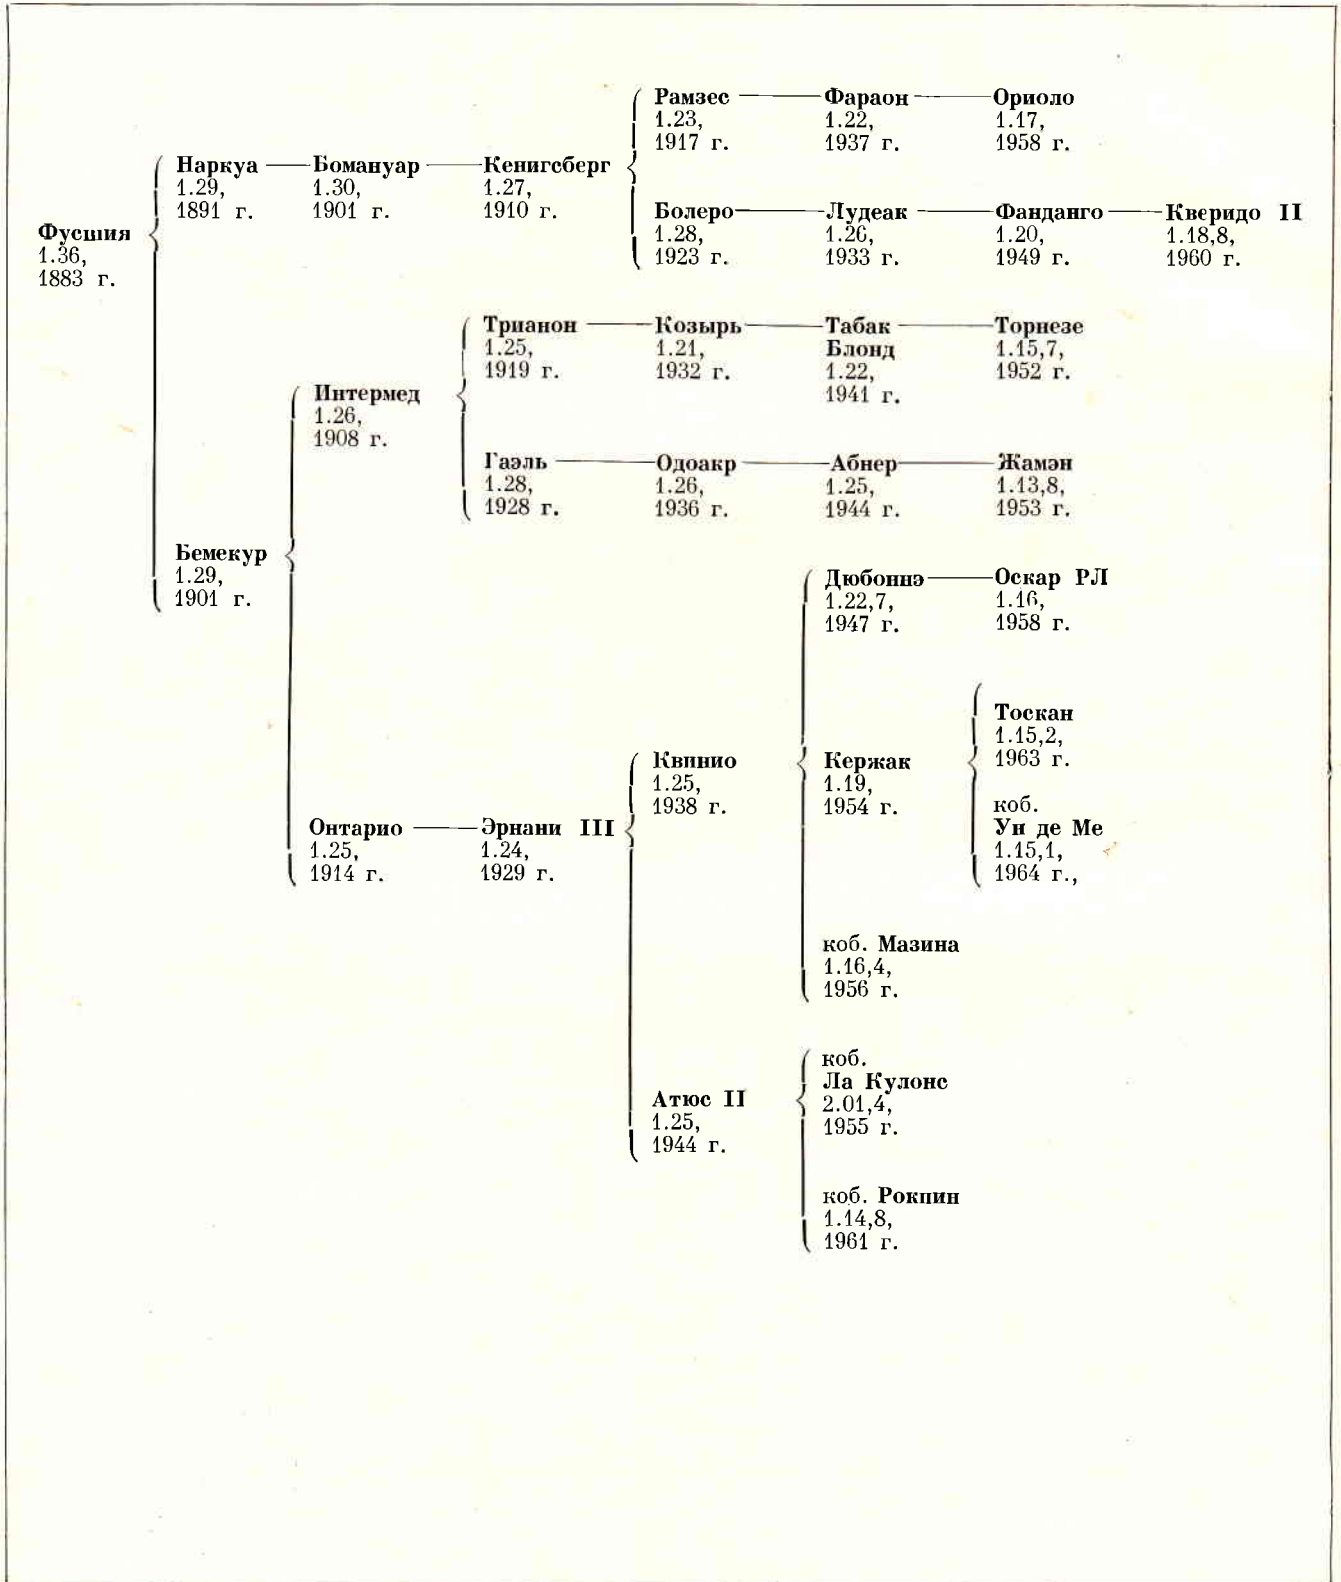 Рамзес
1.23,
1917 г.
Фараон
1.22,
1937 г.
Ориоло
1.17,
1958 г.
Наркуа
1.29,
1891 г.
Бомануар
1.30,
1901 г.
Кенигсберг
1.27,
1910 г.
Болеро
1.28,
1923 г.
Лудеак
1.26,
1933 г.
Фанданго
1.20,
1949 г.
Кверидо II
1.18,8,
1960 г.
Фусшия
1.36,
1883 г.
Трианон
1.25,
1919 г.
Козырь
1.21,
1932 г.
Табак
Блонд
1.22,
1941 г.
Торнезе
1.15,7,
1952 г.
Интермед
1.26,
1908 г.
Гаэль
1.28,
1928 г.
Одоакр
1.26,
1936 г.
Абнер
1.25,
1944 г.
Жамэн
1.13,8,
1953 г.
Бемекур
1.29,
1901 г.
Дюбоннэ
1.22,7,
1947 г.
Оскар РЛ
1.16,
1958 г.
Тоскан
1.15,2,
1963 г.
Квинио
1.25,
1938 г.
Кержак
1.19,
1954 г.
коб.
Ун де Ме
1.15,1,
1964 г.,
Онтарио
1.25,
1914 г.
Эрнани III
1.24,
1929 г.
коб. Мазина
1.16,4,
1956 г.
Атюс II
1.25,
1944 г.
коб.
Ла Кулонс
2.01,4,
1955 г.
коб. Рокпин
1.14,8,
1961 г.